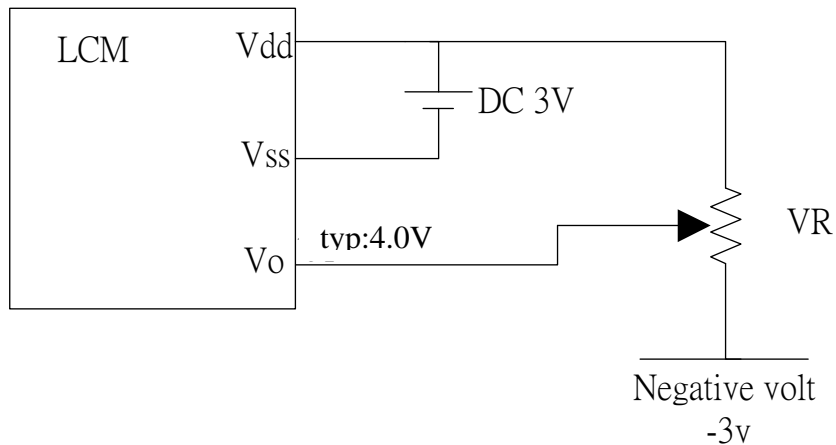 LCM
Vdd
DC 3V
Vss
VR
typ:4.0V
Vo
Negative volt
-3v